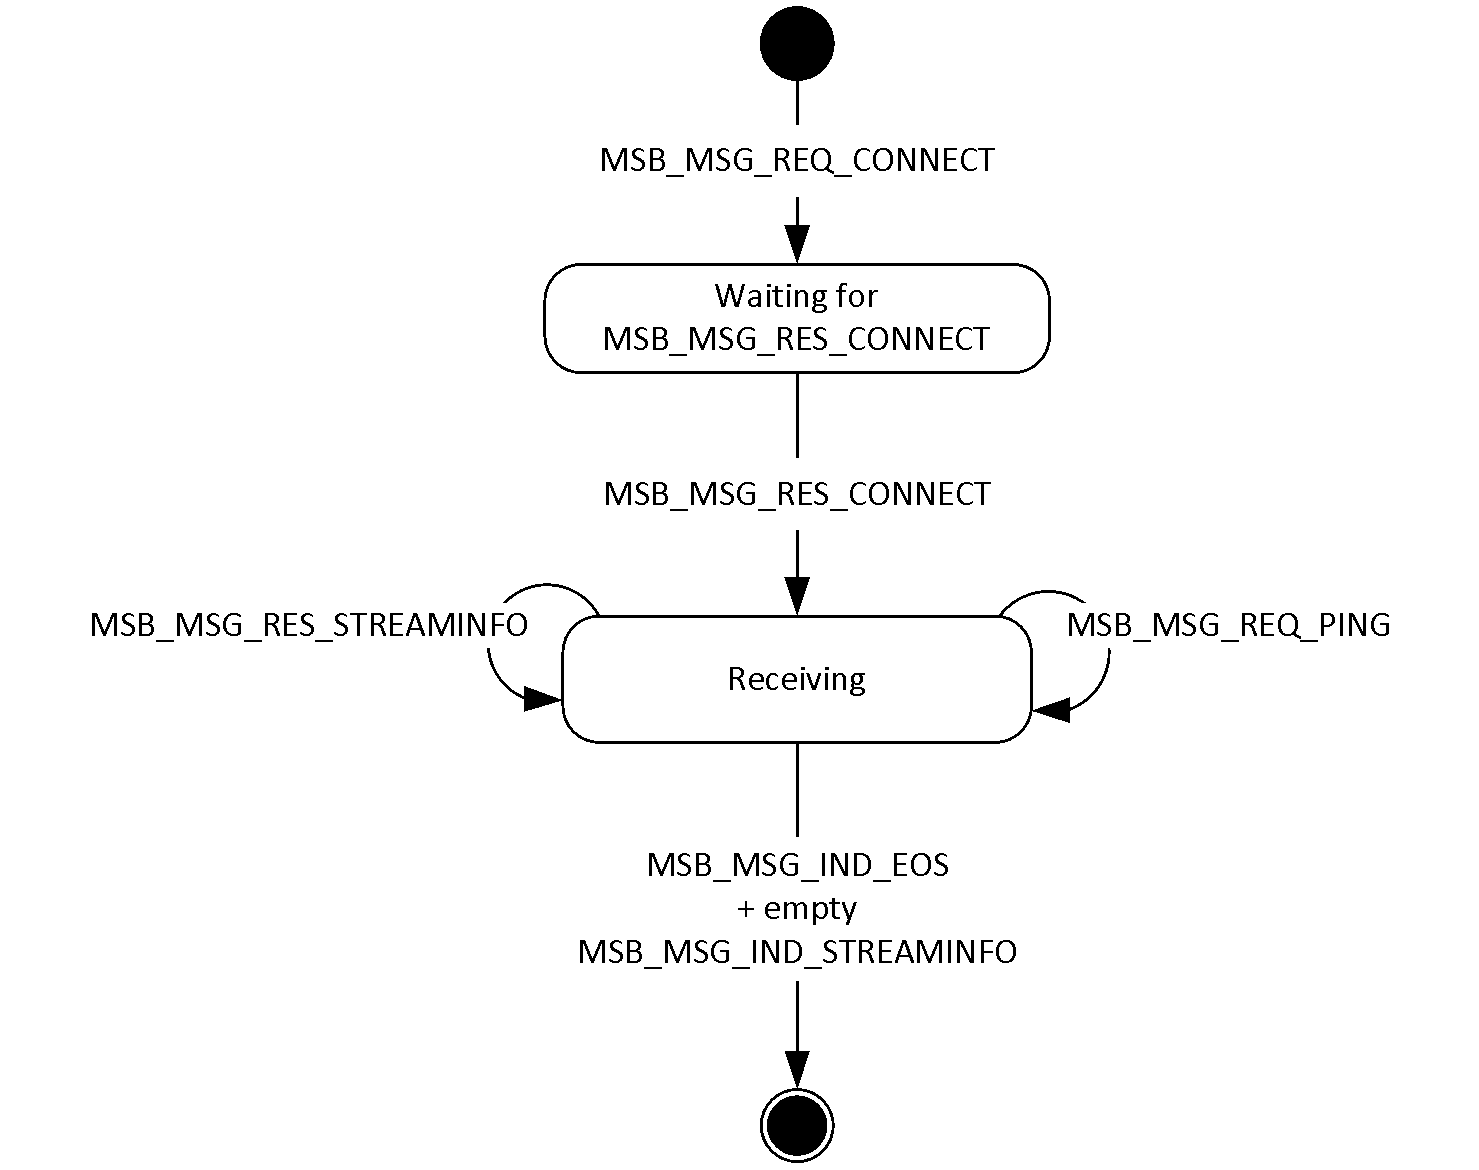 MSB_MSG_REQ_CONNECT
Waiting for
MSB_MSG_RES_CONNECT
MSB_MSG_RES_CONNECT
MSB_MSG_RES_STREAMINFO
MSB_MSG_REQ_PING
Receiving
MSB_MSG_IND_EOS
+ empty
MSB_MSG_IND_STREAMINFO